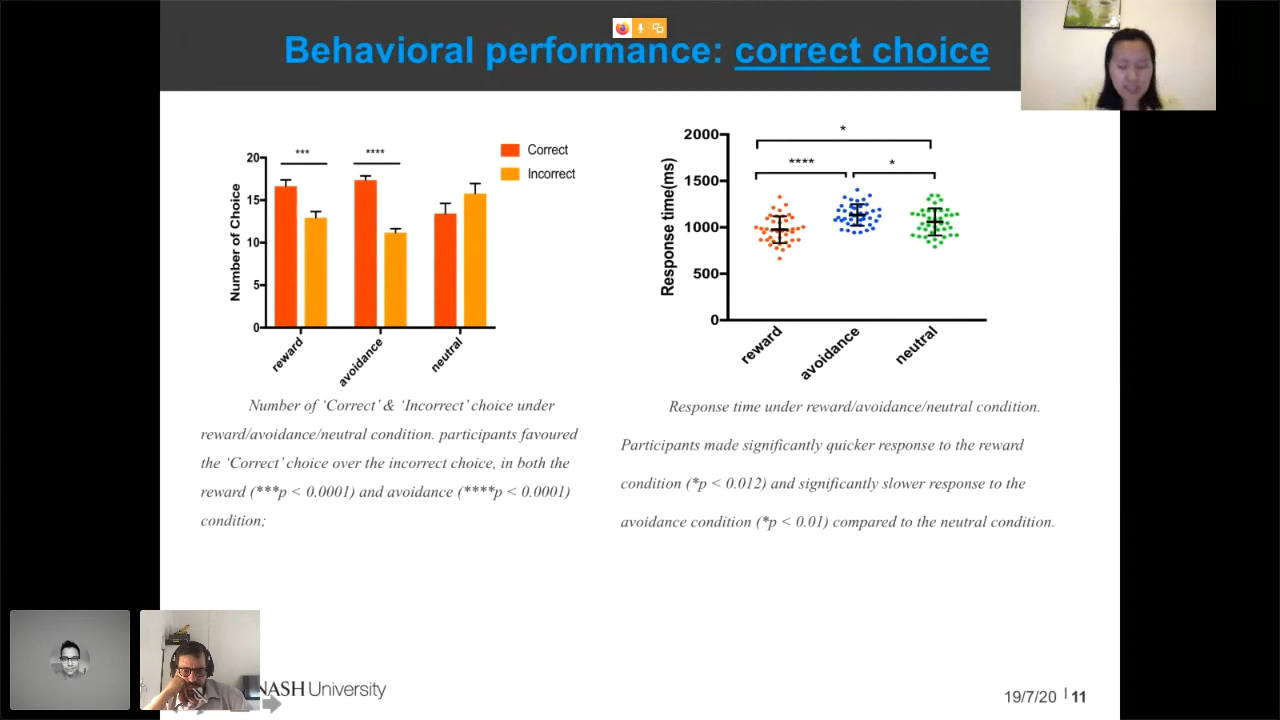 Behavioral performance: correct choice
***
****
20
15
10
5
0
Number of Choice
reward
avoidance
neutral
Correct
Incorrect
*
****
*
2000
1500
1000
500
0
Response time(ms)
reward
avoidance
neutral
Number of ‘Correct’ & ‘Incorrect’ choice under
reward/avoidance/neutral condition. participants favoured
the ‘Correct’ choice over the incorrect choice, in both the
reward (***p < 0.0001) and avoidance (****p < 0.0001)
condition;
Response time under reward/avoidance/neutral condition.
Participants made significantly quicker response to the reward
condition (*p < 0.012) and significantly slower response to the
avoidance condition (*p < 0.01) compared to the neutral condition.
NASH University
19/7/20 | 11